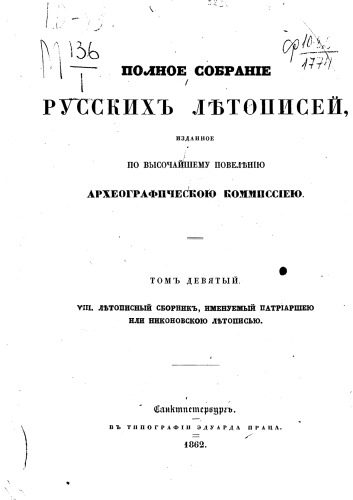 М 136
I
ПОЛНОЕ СОБРАНІЕ
РУССКИХЪ ЛѢТОПИСЕЙ,
ИЗДАННОЕ
ПО ВЫСОЧАЙШЕМУ ПОВЕЛѢНІЮ
АРХЕОГРАФИЧЕСКОЮ КОММИССІЕЮ.
ТОМЪ ДЕВЯТЫЙ.
VIII. ЛѢТОПИСНЫЙ СБОРНИКЪ, ИМЕНУЕМЫЙ ПАТРІАРШЕЮ
ИЛИ НИКОНОВСКОЮ ЛѢТОПИСЬЮ.
Санктпетербургъ.
ВЪ ТИПОГРАФІИ ЭДУАРДА ПРАЦА.
1862.